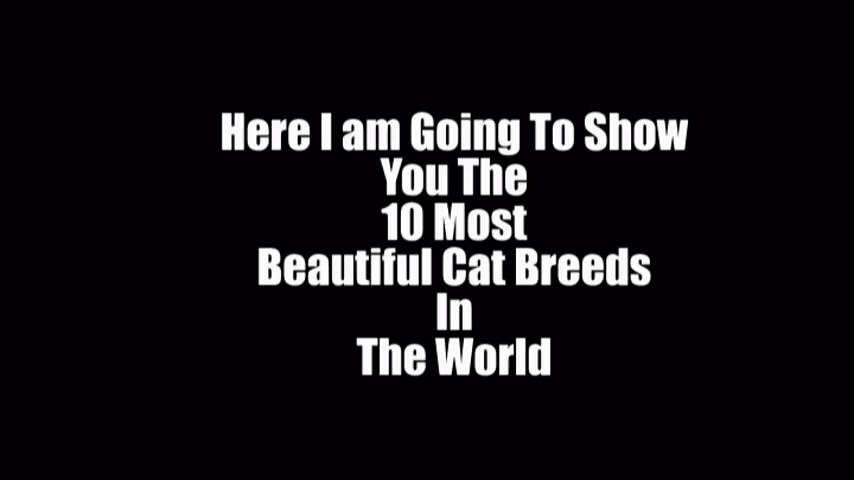 Here I am Going To Show
You The
10 Most
Beautiful Cat Breeds
In
The World